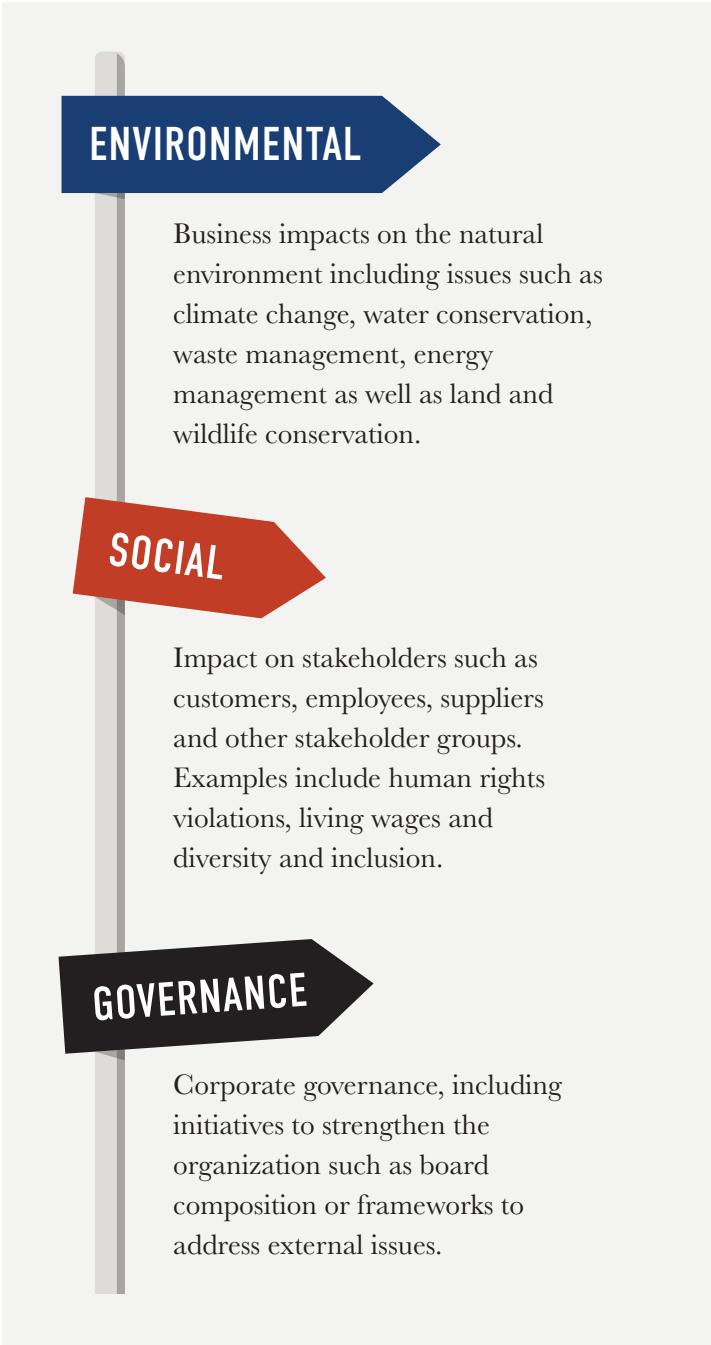 ENVIRONMENTAL
Business impacts on the natural
environment including issues such as
climate change, water conservation,
waste management, energy
management as well as land and
wildlife conservation.
SOCIAL
Impact on stakeholders such as
customers, employees, suppliers
and other stakeholder groups.
Examples include human rights
violations, living wages and
diversity and inclusion.
GOVERNANCE
Corporate governance, including
initiatives to strengthen the
organization such as board
composition or frameworks to
address external issues.